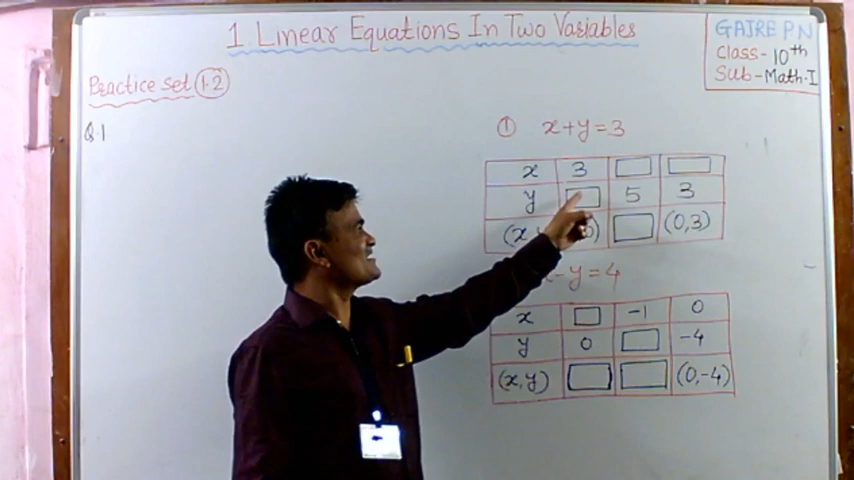 1 Linear Equations In Two Variables
GAIRE P N
Class- 10th
Sub- Math-I
Practice Set 1.2
Q.1
① x+y=3
x 3
y 5 3
(x (0,3)
x-y=4
x -1 0
y 0 -4
(x,y) (0,-4)